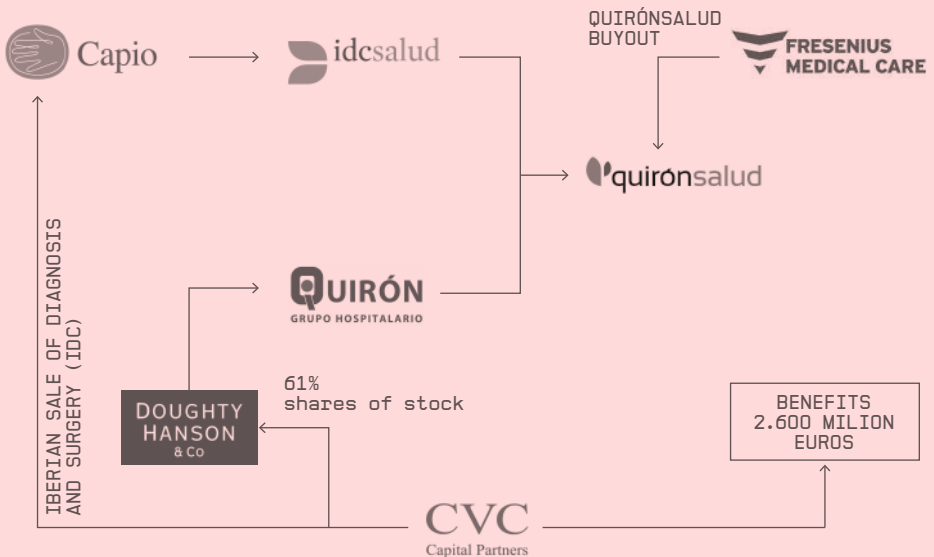 Capio
idcsalud
QUIRÓNSALUD
BUYOUT
FRESENIUS
MEDICAL CARE
quirónsalud
IBERIAN SALE OF DIAGNOSIS
AND SURGERY (IDC)
QUIRÓN
GRUPO HOSPITALARIO
61%
shares of stock
DOUGHTY
HANSON
& CO
BENEFITS
2.600 MILION
EUROS
CVC
Capital Partners